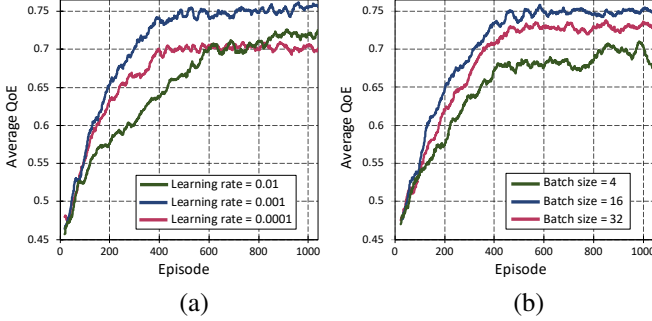 Average QoE
0.75
0.7
0.65
0.6
0.55
0.5
0.45
0 200 400 600 800 1000
Episode
Learning rate = 0.01
Learning rate = 0.001
Learning rate = 0.0001
(a)
Average QoE
0.75
0.7
0.65
0.6
0.55
0.5
0.45
0 200 400 600 800 1000
Episode
Batch size = 4
Batch size = 16
Batch size = 32
(b)